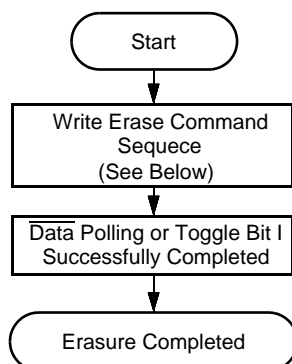 Start
Write Erase Command
Sequece
(See Below)
Data Polling or Toggle Bit I
Successfully Completed
Erasure Completed